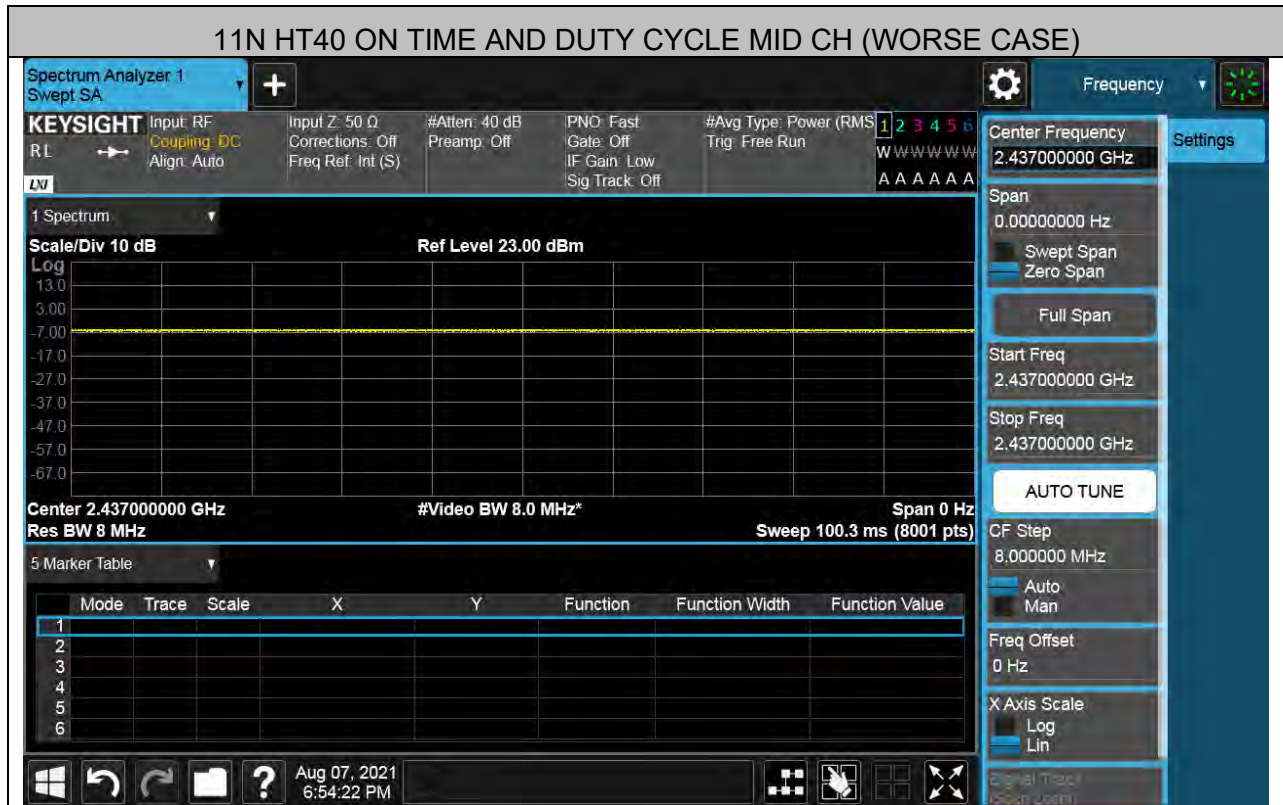 11N HT40 ON TIME AND DUTY CYCLE MID CH (WORSE CASE)
Spectrum Analyzer 1
Swept SA
+
Frequency
KEYSIGHT
RL
LXI
Input: RF
Coupling: DC
Align: Auto
Input Z: 50 Ω
Corrections: Off
Freq Ref: Int (S)
#Atten: 40 dB
Preamp: Off
PNO: Fast
Gate: Off
IF Gain: Low
Sig Track: Off
#Avg Type: Power (RMS
Trig: Free Run
1 2 3 4 5 6
W W W W W W
A A A A A A
Center Frequency
2.437000000 GHz
Settings
Span
0.00000000 Hz
Swept Span
Zero Span
Full Span
Start Freq
2.437000000 GHz
Stop Freq
2.437000000 GHz
AUTO TUNE
CF Step
8.000000 MHz
Auto
Man
Freq Offset
0 Hz
X Axis Scale
Log
Lin
Signal Track
1 Spectrum
Scale/Div 10 dB
Ref Level 23.00 dBm
Log
13.0
3.00
-7.00
-17.0
-27.0
-37.0
-47.0
-57.0
-67.0
Center 2.437000000 GHz
#Video BW 8.0 MHz*
Span 0 Hz
Res BW 8 MHz
Sweep 100.3 ms (8001 pts)
5 Marker Table
Mode Trace Scale X Y Function Function Width Function Value
1
2
3
4
5
6
?
Aug 07, 2021
6:54:22 PM